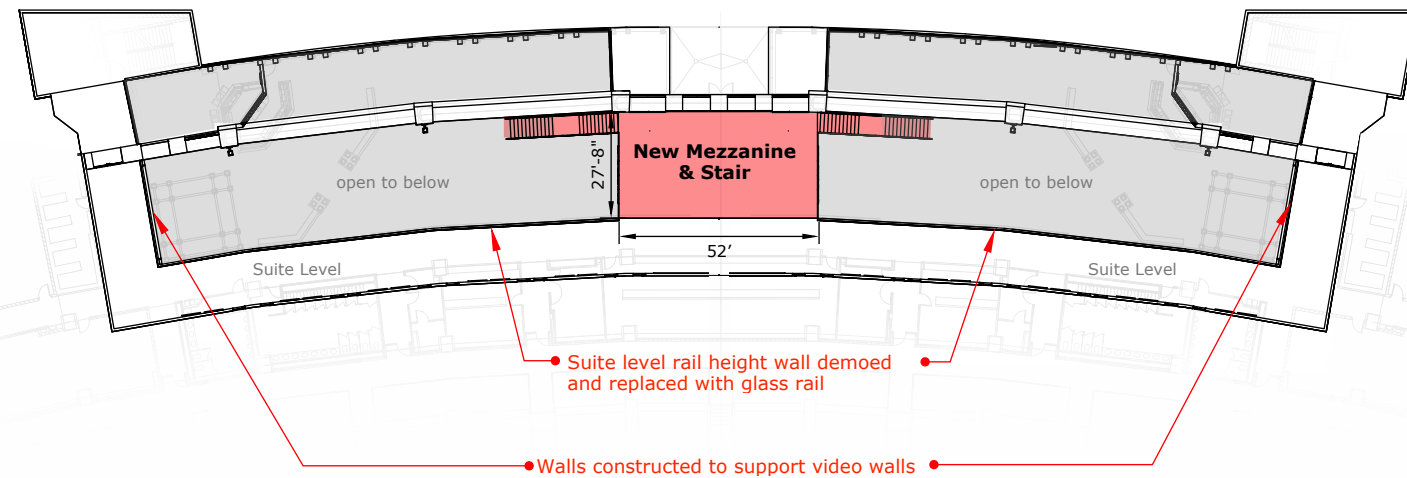 New Mezzanine
& Stair
27'-8"
open to below
open to below
52’
Suite Level
Suite Level
Suite level rail height wall demoed
and replaced with glass rail
Walls constructed to support video walls